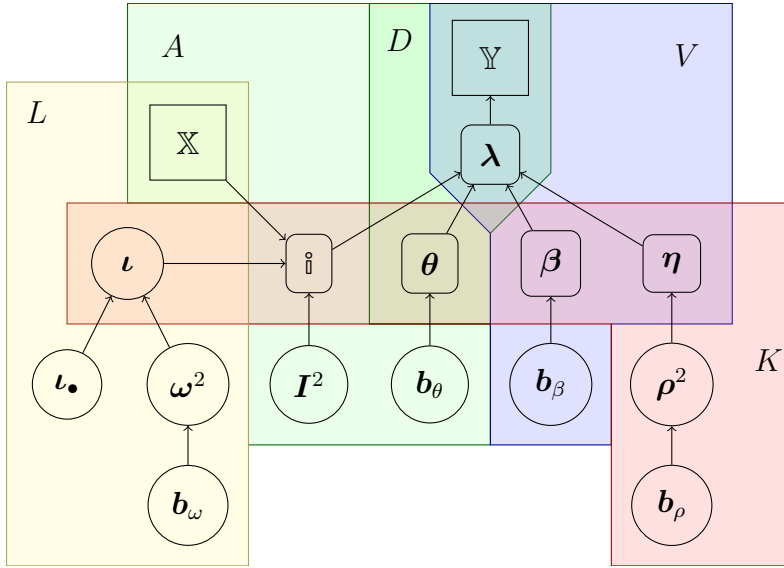 A D 𝕐 V
L 𝕏 λ
ι 𝕚 θ β η
ι• ω² I² b_θ b_β ρ² K
b_ω b_ρ